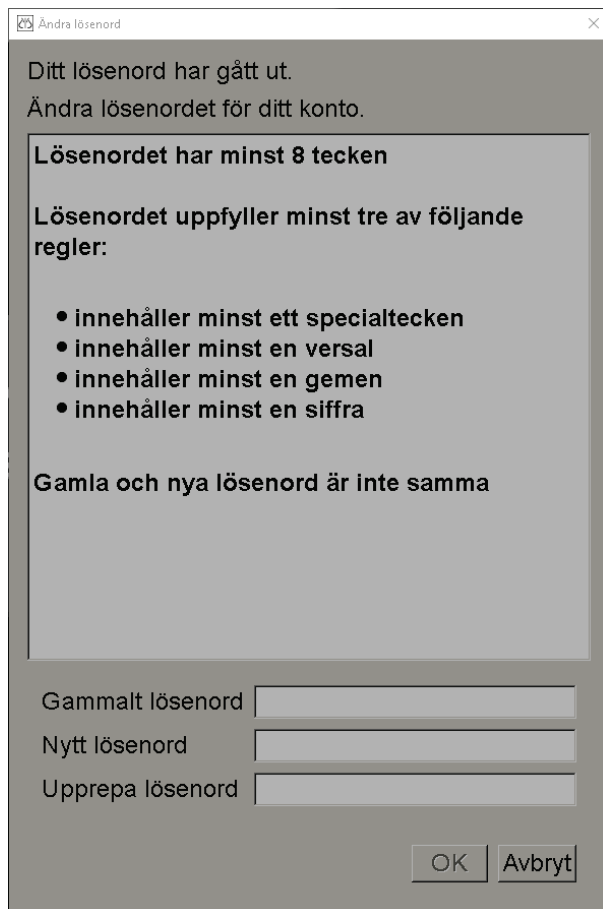 Ändra lösenord
Ditt lösenord har gått ut.
Ändra lösenordet för ditt konto.
Lösenordet har minst 8 tecken
Lösenordet uppfyller minst tre av följande
regler:
• innehåller minst ett specialtecken
• innehåller minst en versal
• innehåller minst en gemen
• innehåller minst en siffra
Gamla och nya lösenord är inte samma
Gammalt lösenord
Nytt lösenord
Upprepa lösenord
OK Avbryt